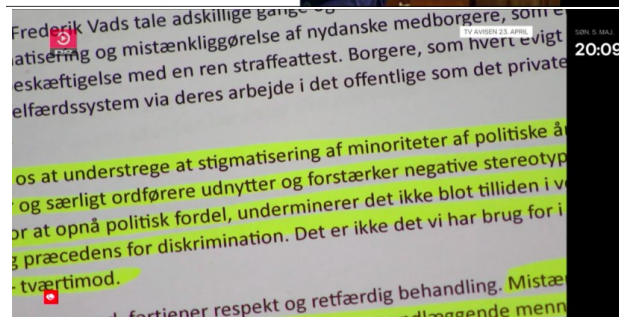 Frederik Vads tale adskillige gange og
atisering og mistænkliggørelse af nydanske medborgere, som e
TV AVISEN 23. APRIL
SØN. 5. MAJ.
20:09
eskæftigelse med en ren straffeattest. Borgere, som hvert evigt
elfærdssystem via deres arbejde i det offentlige som det private
os at understrege at stigmatisering af minoriteter af politiske
og særligt ordførere udnytter og forstærker negative stereotyp
or at opnå politisk fordel, underminerer det ikke blot tilliden i
præcedens for diskrimination. Det er ikke det vi har brug for i
- tværtimod.
fortjener respekt og retfærdig behandling. Mistæ